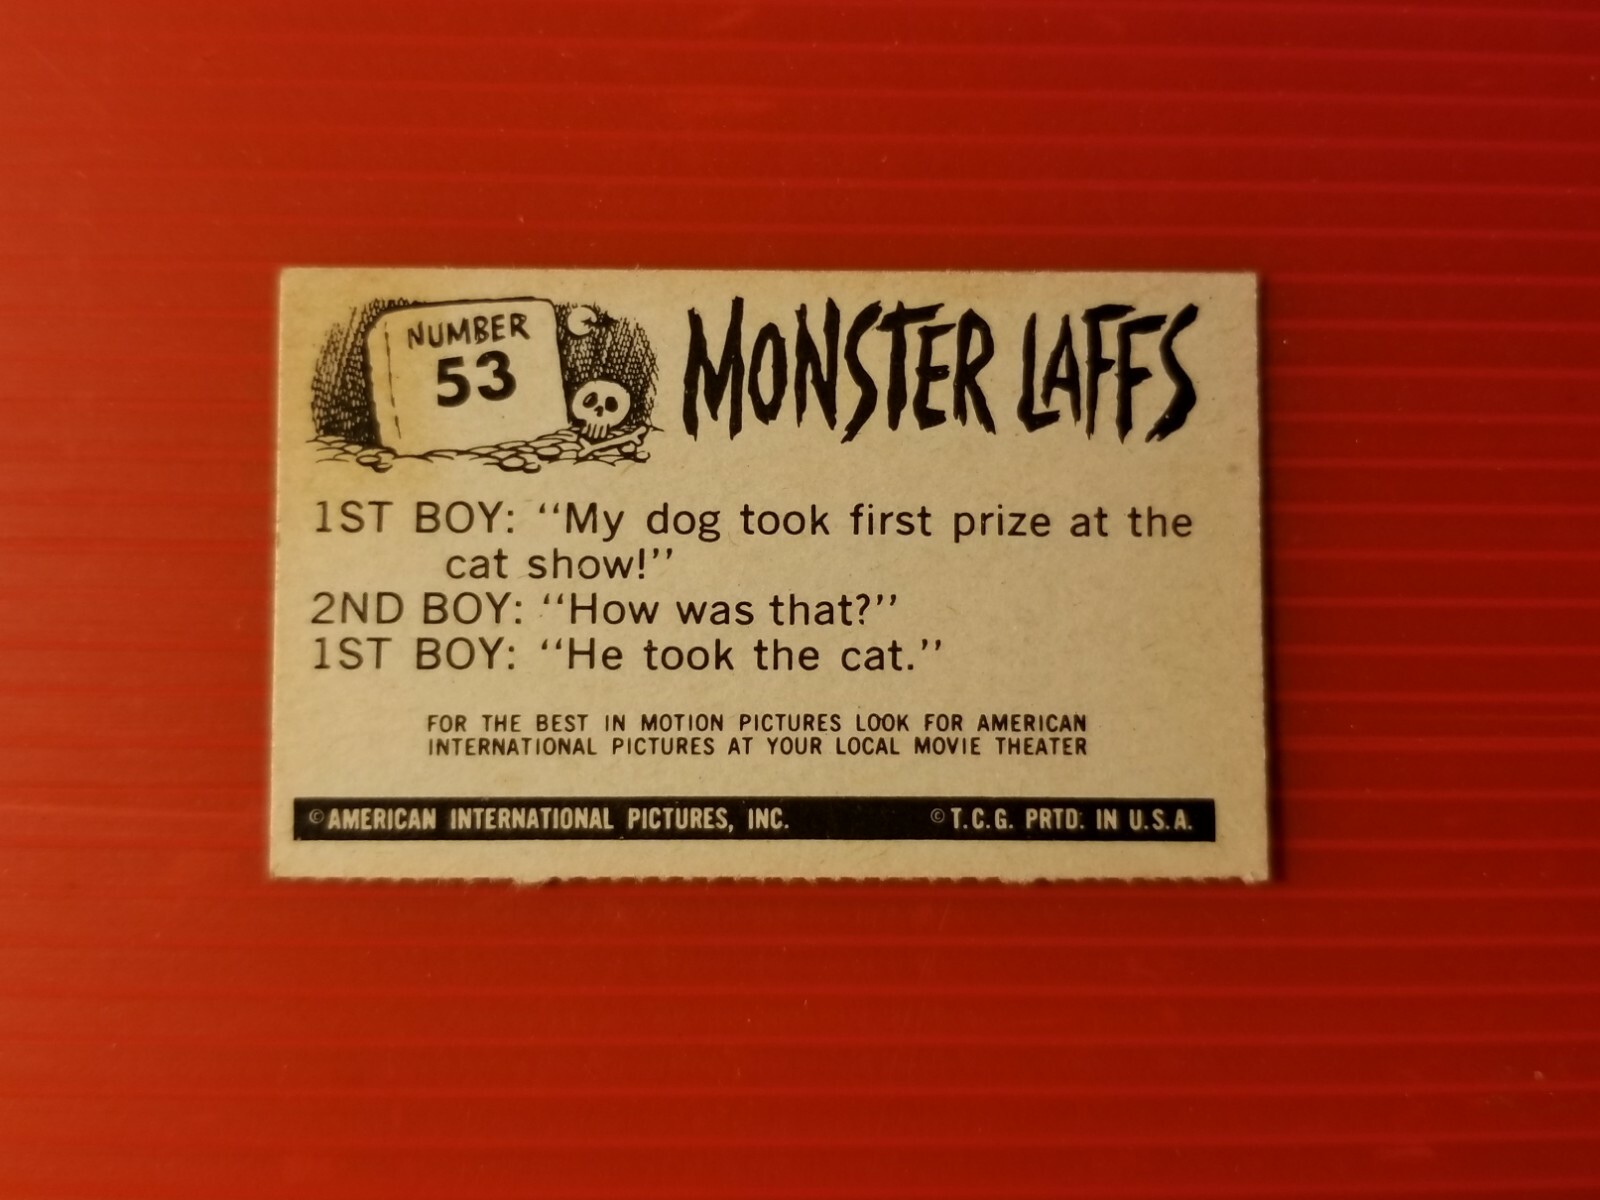 NUMBER
53
MONSTER LAFFS
1ST BOY: “My dog took first prize at the
cat show!”
2ND BOY: “How was that?”
1ST BOY: “He took the cat.”
FOR THE BEST IN MOTION PICTURES LOOK FOR AMERICAN
INTERNATIONAL PICTURES AT YOUR LOCAL MOVIE THEATER
©AMERICAN INTERNATIONAL PICTURES, INC. ©T.C.G. PRTD. IN U.S.A.